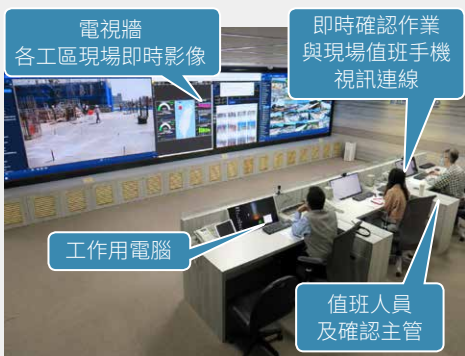 電視牆
各工區現場即時影像
即時確認作業
與現場值班手機
視訊連線
工作用電腦
值班人員
及確認主管